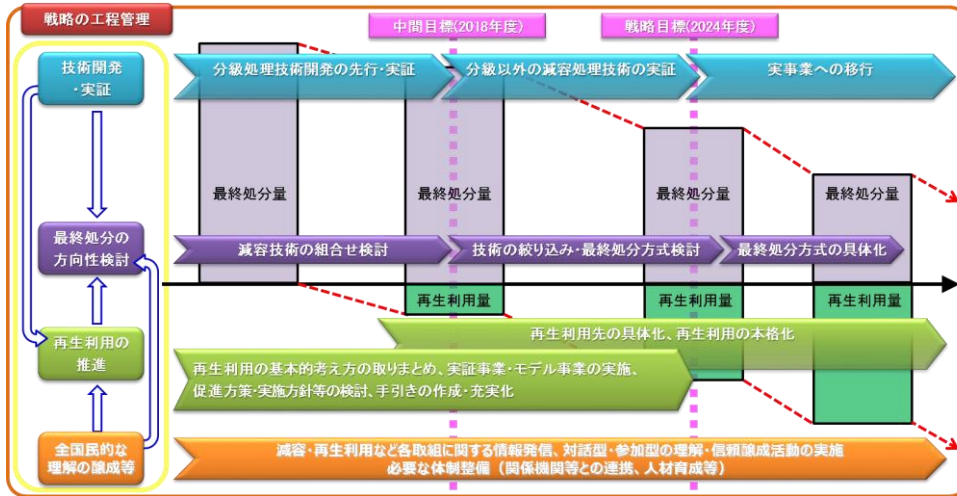 戦略の工程管理
中間目標(2018年度)
戦略目標(2024年度)
技術開発
・実証
分級処理技術開発の先行・実証
分級以外の減容処理技術の実証
実事業への移行
最終処分量
最終処分量
最終処分量
最終処分量
最終処分の
方向性検討
減容技術の組合せ検討
技術の絞り込み・最終処分方式検討
最終処分方式の具体化
再生利用量
再生利用量
再生利用量
再生利用の
推進
再生利用先の具体化、再生利用の本格化
再生利用の基本的考え方の取りまとめ、実証事業・モデル事業の実施、
促進方策・実施方針等の検討、手引きの作成・充実化
全国民的な
理解の醸成等
減容・再生利用など各取組に関する情報発信、対話型・参加型の理解・信頼醸成活動の実施
必要な体制整備（関係機関等との連携、人材育成等）